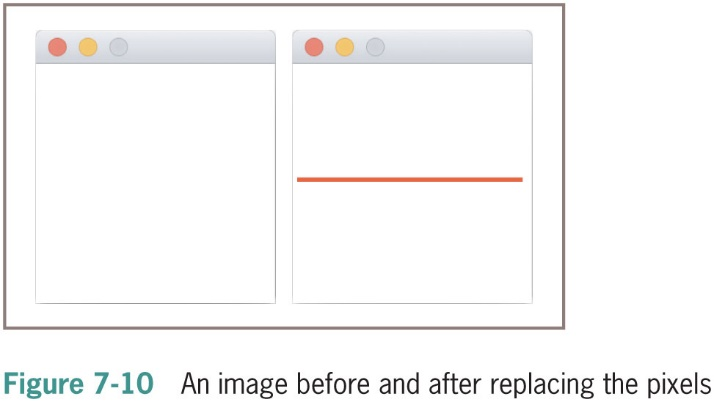 Figure 7-10 An image before and after replacing the pixels